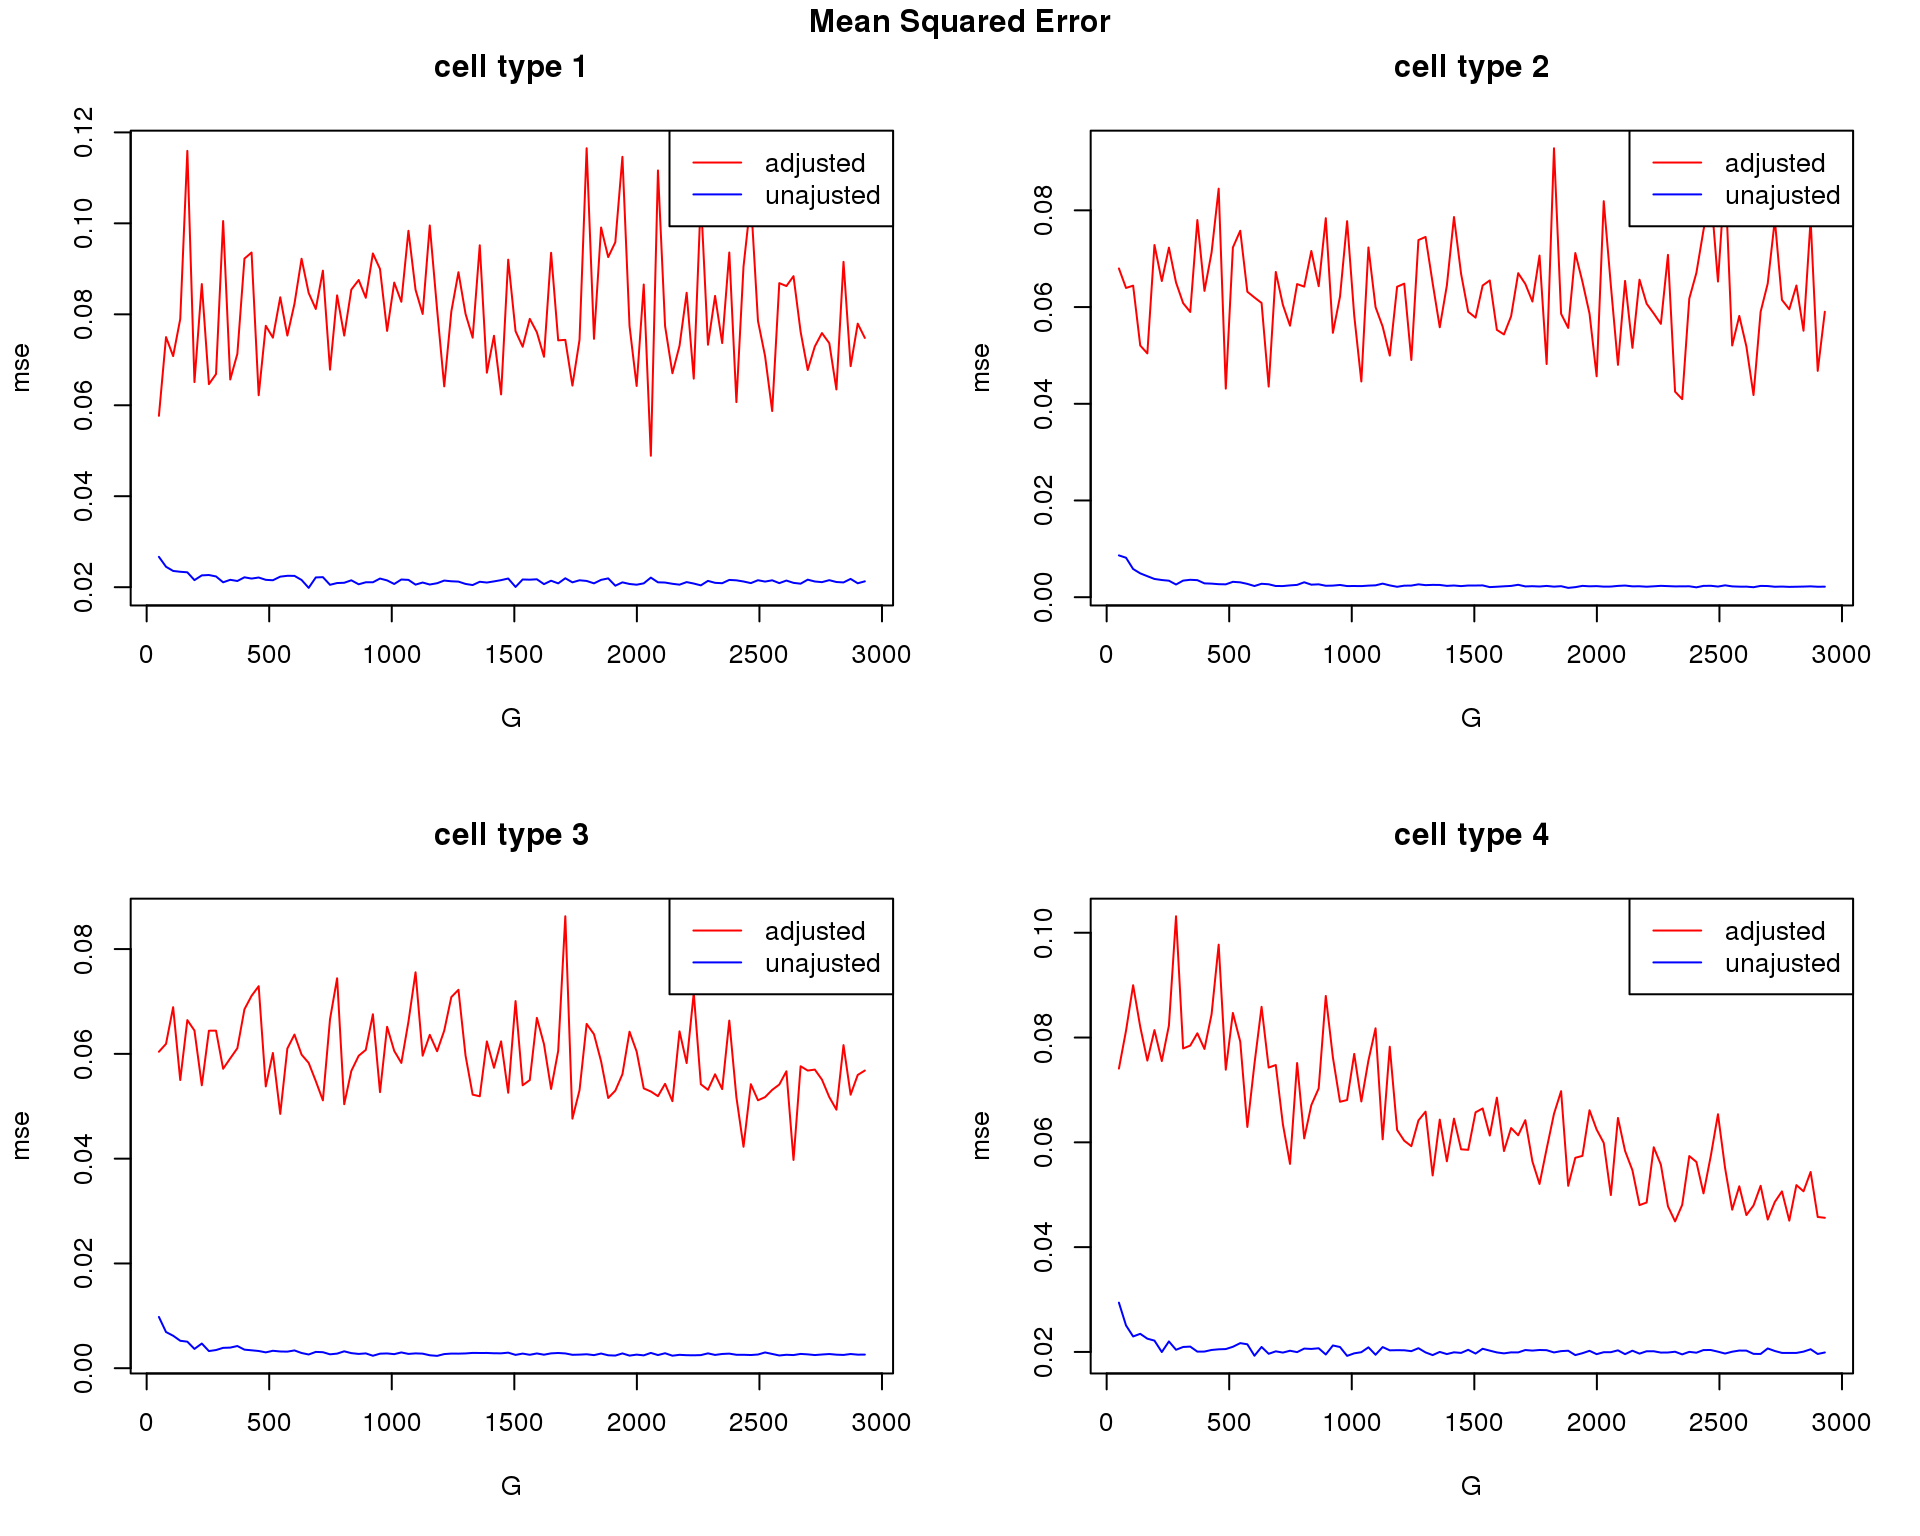 Mean Squared Error
cell type 1
mse
0.02 0.04 0.06 0.08 0.10 0.12
adjusted
unajusted
0 500 1000 1500 2000 2500 3000
G
cell type 2
mse
0.00 0.02 0.04 0.06 0.08
adjusted
unajusted
0 500 1000 1500 2000 2500 3000
G
cell type 3
mse
0.00 0.02 0.04 0.06 0.08
adjusted
unajusted
0 500 1000 1500 2000 2500 3000
G
cell type 4
mse
0.02 0.04 0.06 0.08 0.10
adjusted
unajusted
0 500 1000 1500 2000 2500 3000
G